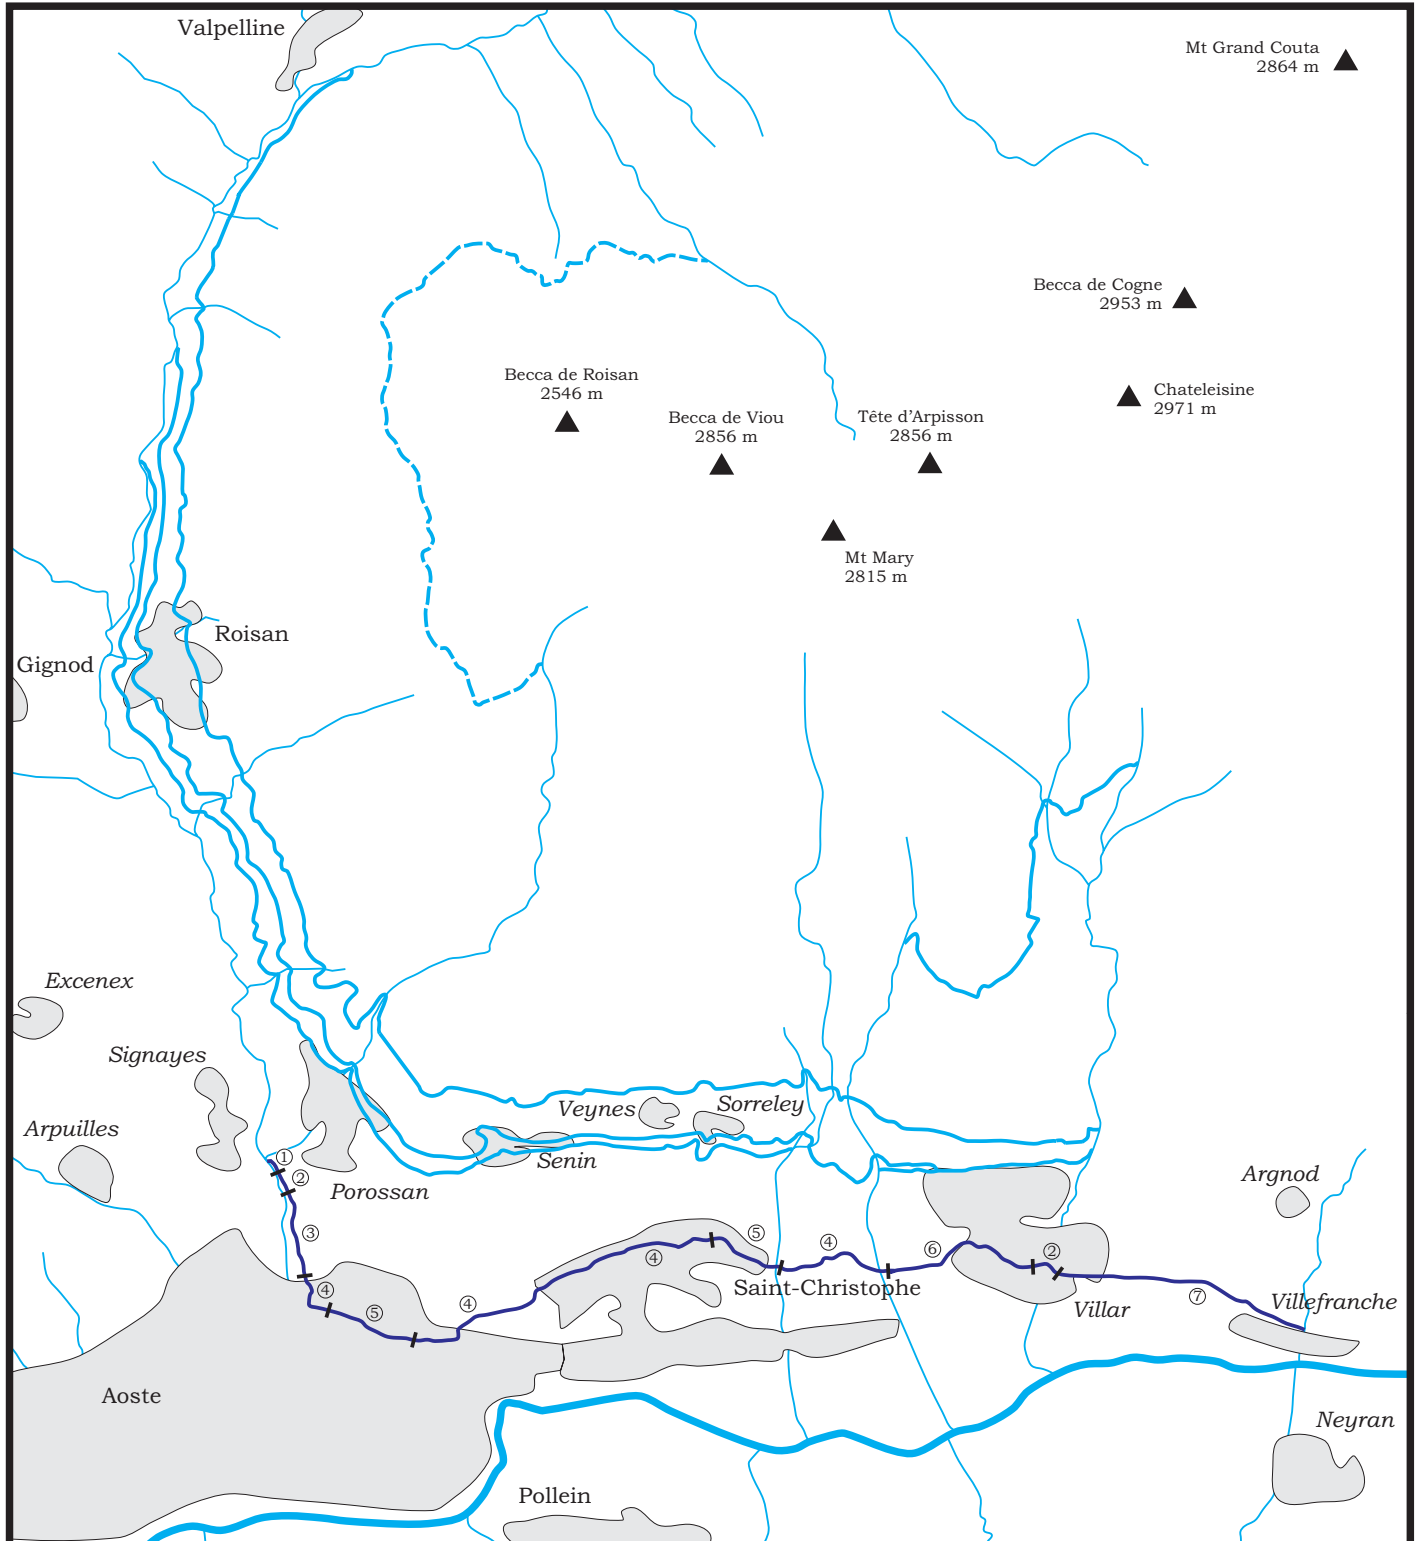 Valpelline
Mt Grand Couta
2864 m
Becca de Cogne
2953 m
Becca de Roisan
2546 m
Chateleisine
2971 m
Becca de Viou
2856 m
Tête d’Arpisson
2856 m
Mt Mary
2815 m
Roisan
Gignod
Excenex
Signayes
Veynes
Sorreley
Arpuilles
Senin
①
②
Porossan
Argnod
③
⑤
④
⑥
②
④
④
④
⑤
Saint-Christophe
⑦
Villar
Villefranche
Aoste
Neyran
Pollein